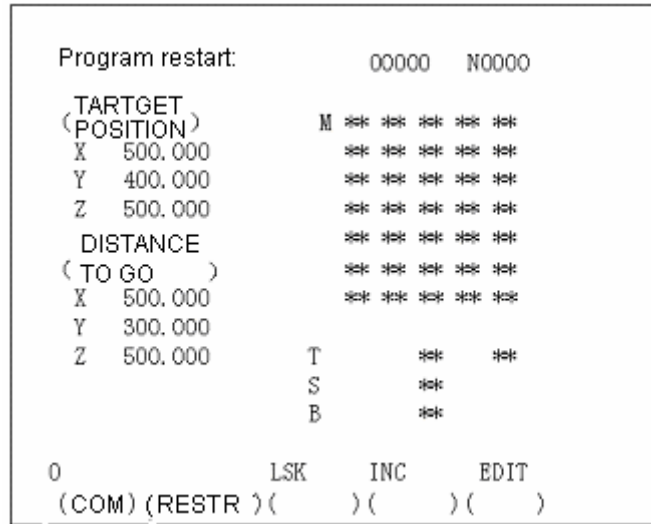 Program restart: 00000 N0000
TARTGET
(POSITION)
M ** ** ** ** **
X 500.000 ** ** ** ** **
Y 400.000 ** ** ** ** **
Z 500.000 ** ** ** ** **
DISTANCE ** ** ** ** **
( TO GO ) ** ** ** ** **
X 500.000 ** ** ** ** **
Y 300.000
Z 500.000 T ** **
S **
B **
0 LSK INC EDIT
(COM) (RESTR )( )( )( )